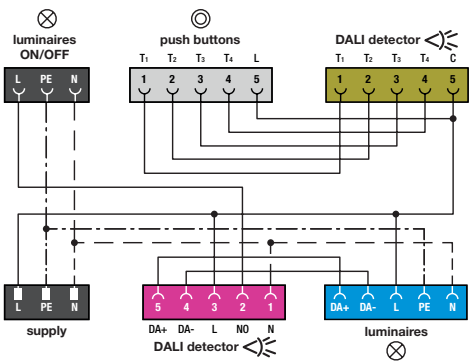 luminaires
ON/OFF
push buttons
DALI detector
T1 T2 T3 T4 L
T1 T2 T3 T4 C
L PE N
1 2 3 4 5
1 2 3 4 5
L PE N
5 4 3 2 1
DA+ DA- L PE N
supply
DA+ DA- L NO N
DALI detector
luminaires